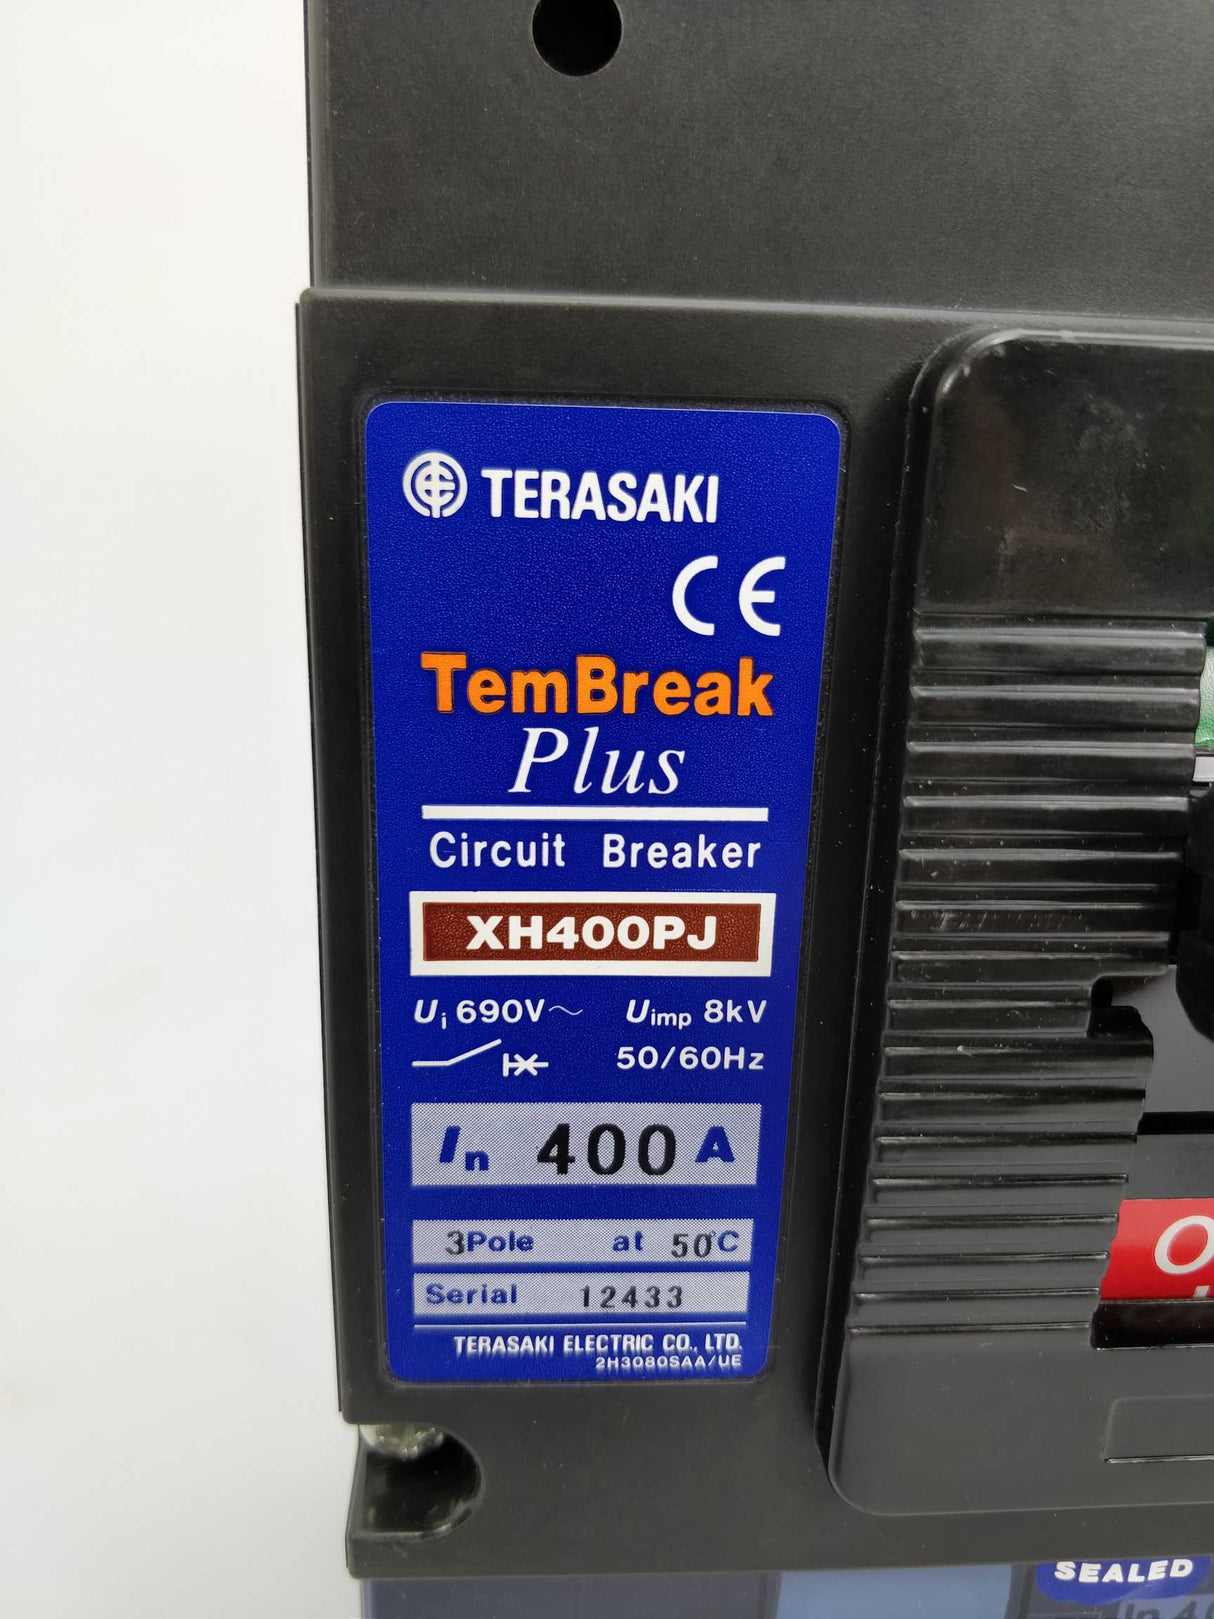 TERASAKI
CE
TemBreak
Plus
Circuit Breaker
XH400PJ
Ui 690V~ Uimp 8kV
50/60Hz
In 400 A
3Pole at 50°C
Serial 12433
TERASAKI ELECTRIC CO., LTD.
2H3080SAA/UE
SEALED